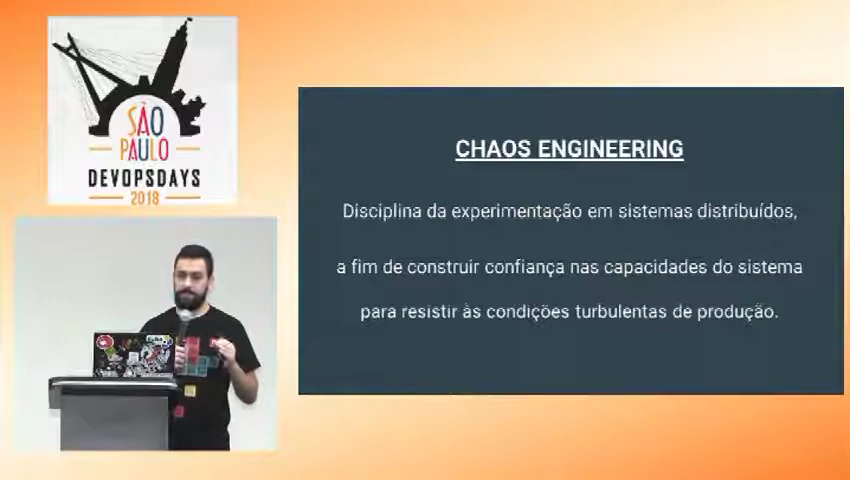 SÃO
PAULO
DEVOPSDAYS
2018
CHAOS ENGINEERING
Disciplina da experimentação em sistemas distribuídos,
a fim de construir confiança nas capacidades do sistema
para resistir às condições turbulentas de produção.